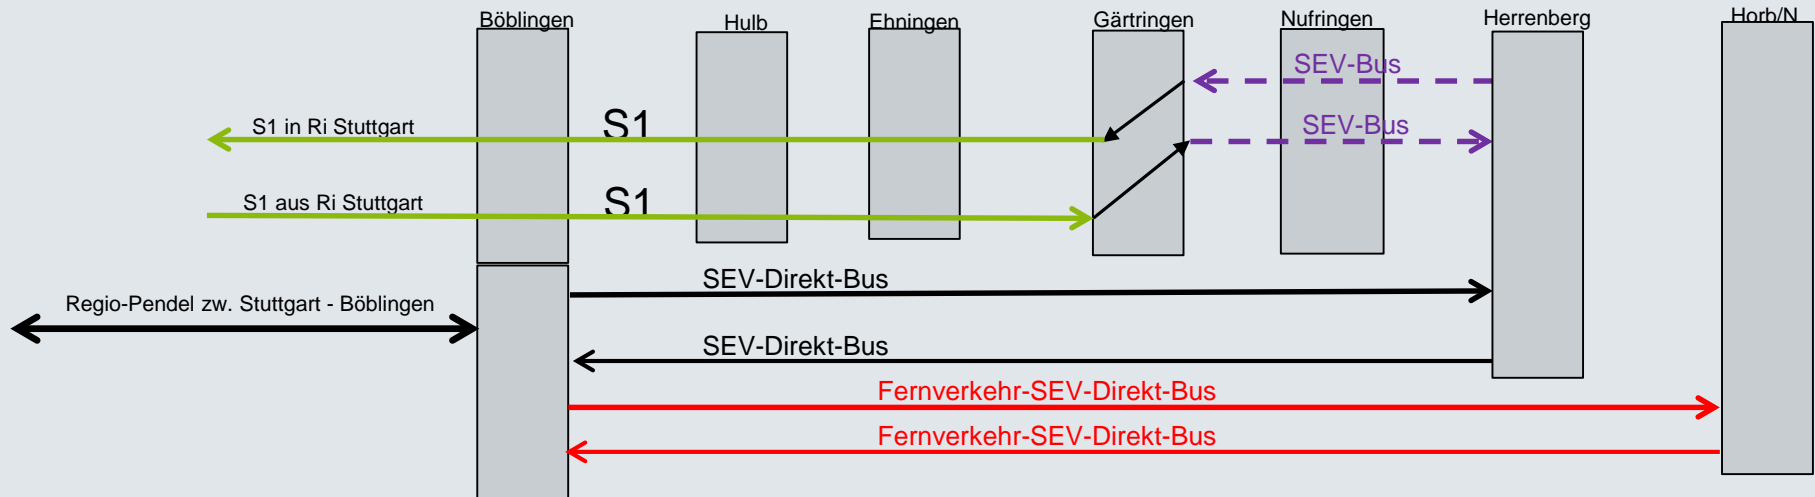 Böblingen
Hulb
Ehningen
Gärtringen
Nufringen
Herrenberg
Horb/N
SEV-Bus
S1 in Ri Stuttgart
S1
SEV-Bus
S1 aus Ri Stuttgart
S1
SEV-Direkt-Bus
Regio-Pendel zw. Stuttgart - Böblingen
SEV-Direkt-Bus
Fernverkehr-SEV-Direkt-Bus
Fernverkehr-SEV-Direkt-Bus